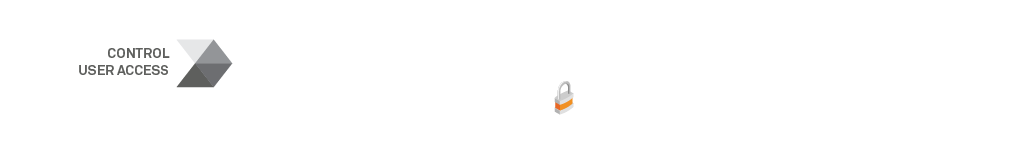 CONTROL
USER ACCESS